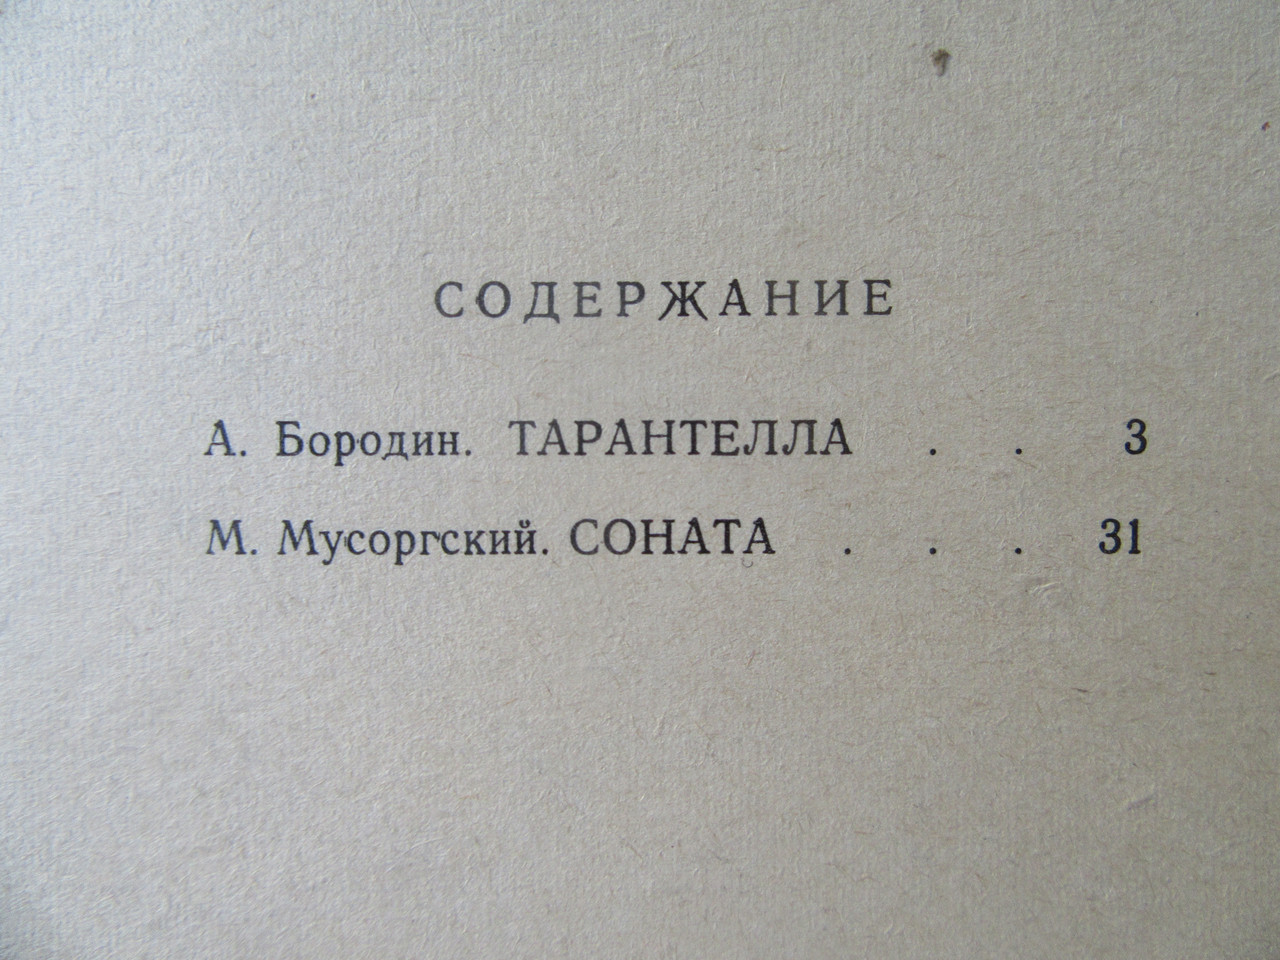 СОДЕРЖАНИЕ
А. Бородин. ТАРАНТЕЛЛА . . 3
М. Мусоргский. СОНАТА . . . 31